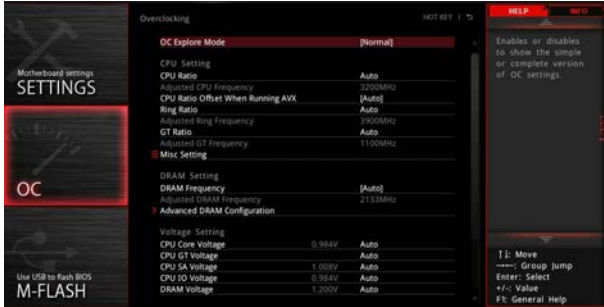 Motherboard settings
SETTINGS
OC
Use USB to flash BIOS
M-FLASH
Overclocking
HOT KEY |
OC Explore Mode [Normal]
CPU Setting
CPU Ratio Auto
Adjusted CPU Frequency 3200MHz
CPU Ratio Offset When Running AVX [Auto]
Ring Ratio Auto
Adjusted Ring Frequency 3900MHz
GT Ratio Auto
Adjusted GT Frequency 1100MHz
Misc Setting
DRAM Setting
DRAM Frequency [Auto]
Adjusted DRAM Frequency 2133MHz
> Advanced DRAM Configuration
Voltage Setting
CPU Core Voltage 0.984V Auto
CPU GT Voltage Auto
CPU SA Voltage 1.008V Auto
CPU IO Voltage 0.984V Auto
DRAM Voltage 1.200V Auto
HELP INFO
Enables or disables
to show the simple
or complete version
of OC settings.
↑↓: Move
→←: Group Jump
Enter: Select
+/-: Value
F1: General Help